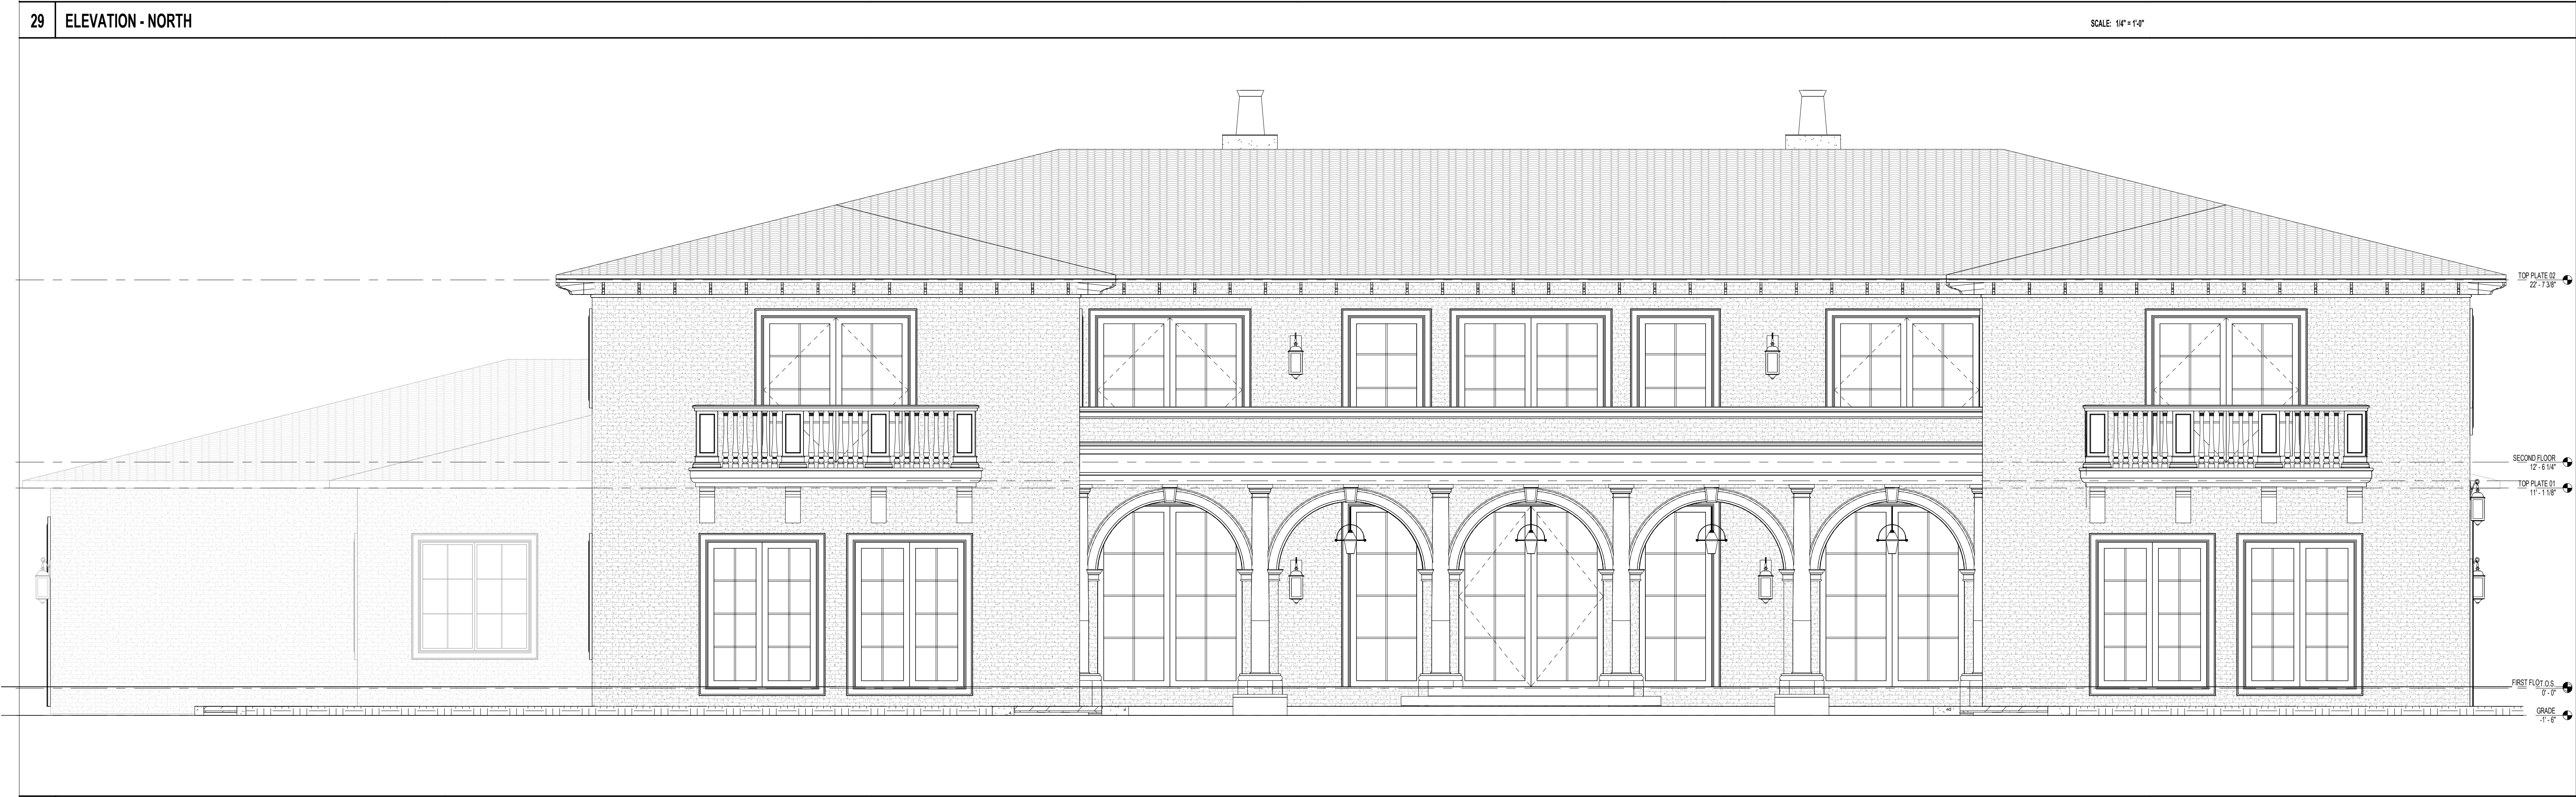 29 ELEVATION - NORTH
SCALE: 1/4" = 1'-0"
TOP PLATE 02
22' - 7 3/8"
SECOND FLOOR
12' - 6 1/4"
TOP PLATE 01
11' - 1 1/8"
FIRST FLO T.O.S.
0' - 0"
GRADE
-1' - 6"